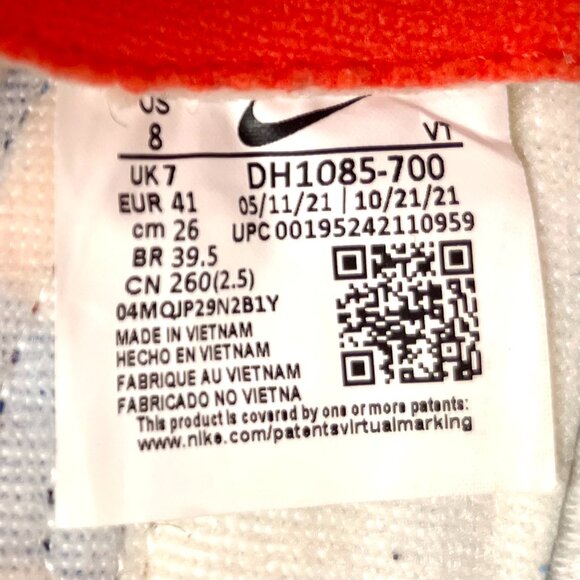 US
8
VT
UK 7
DH1085-700
EUR 41
05/11/21 | 10/21/21
cm 26
UPC 00195242110959
BR 39.5
CN 260(2.5)
04MQJP29N2B1Y
MADE IN VIETNAM
HECHO EN VIETNAM
FABRIQUE AU VIETNAM
FABRICADO NO VIETNA
This product is covered by one or more patents:
www.nike.com/patentsvirtualmarking